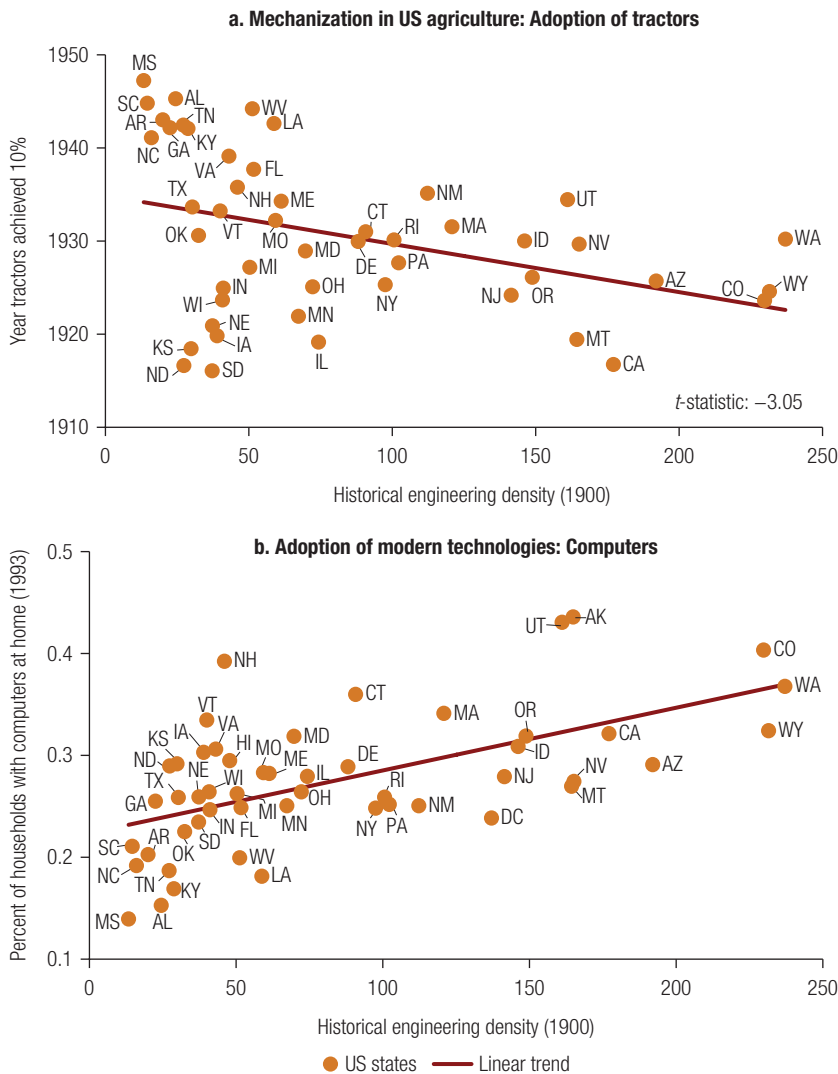 a. Mechanization in US agriculture: Adoption of tractors
Year tractors achieved 10%
1950
1940
1930
1920
1910
MS
SC
AL
TN
AR
GA
KY
NC
WV
LA
VA
FL
TX
NH
ME
NM
UT
OK
VT
MO
CT
RI
MA
ID
NV
WA
MD
DE
PA
MI
IN
OH
NY
NJ
OR
AZ
CO
WY
WI
NE
MN
IA
IL
KS
MT
ND
SD
CA
t-statistic: −3.05
0
50
100
150
200
250
Historical engineering density (1900)
b. Adoption of modern technologies: Computers
Percent of households with computers at home (1993)
0.5
0.4
0.3
0.2
0.1
UT
AK
NH
CO
CT
WA
VT
MA
OR
IA
VA
MD
CA
WY
KS
HI
MO
ME
DE
ID
ND
NE
WI
IL
NJ
NV
AZ
TX
RI
MT
GA
MI
OH
IN
FL
MN
NY
PA
NM
DC
SC
AR
OK
SD
NC
WV
TN
KY
LA
MS
AL
0
50
100
150
200
250
Historical engineering density (1900)
US states
Linear trend